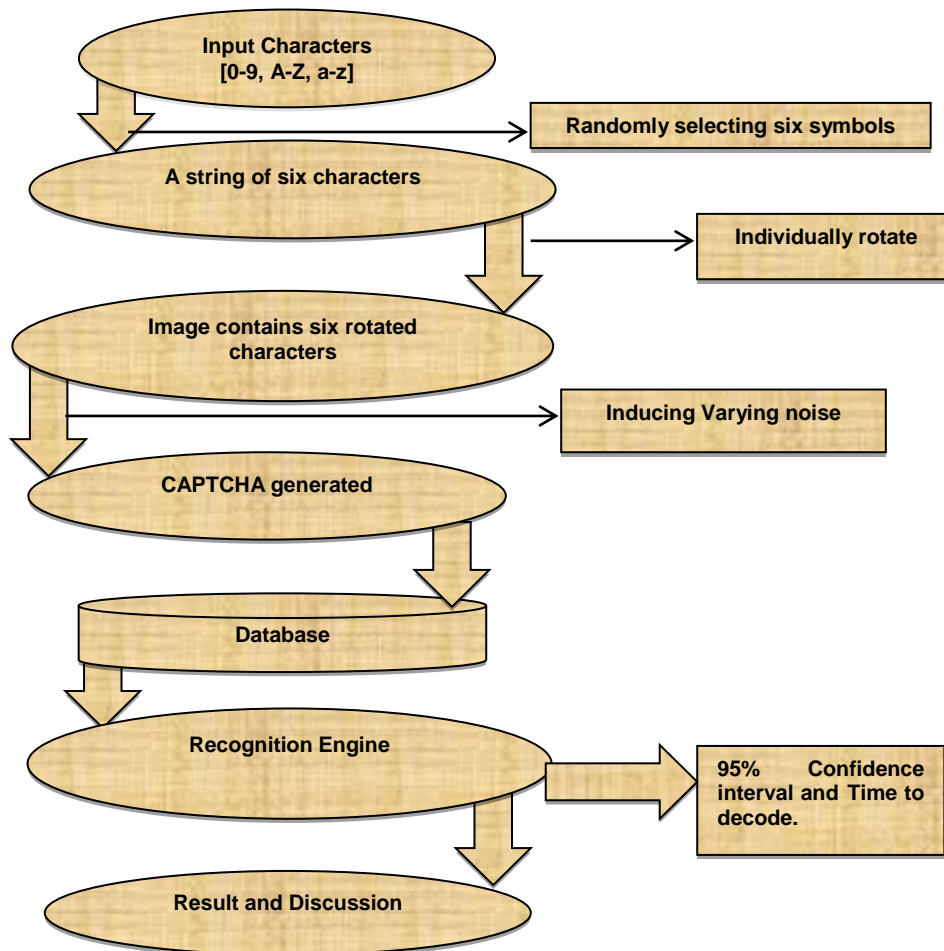 Input Characters
[0-9, A-Z, a-z]
Randomly selecting six symbols
A string of six characters
Individually rotate
Image contains six rotated
characters
Inducing Varying noise
CAPTCHA generated
Database
Recognition Engine
95% Confidence
interval and Time to
decode.
Result and Discussion